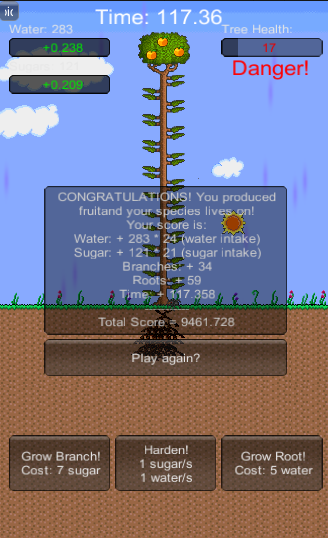 Time: 117.36
Water: 283
Tree Health:
+0.238
17
Danger!
Sugar: 121
+0.209
CONGRATULATIONS! You produced
fruitand your species lives on!
Your score is:
Water: + 283 * 24 (water intake)
Sugar: + 121 * 21 (sugar intake)
Branches: + 34
Roots: + 59
Time: + 117.358
Total Score = 9461.728
Play again?
Grow Branch!
Cost: 7 sugar
Harden!
1 sugar/s
1 water/s
Grow Root!
Cost: 5 water